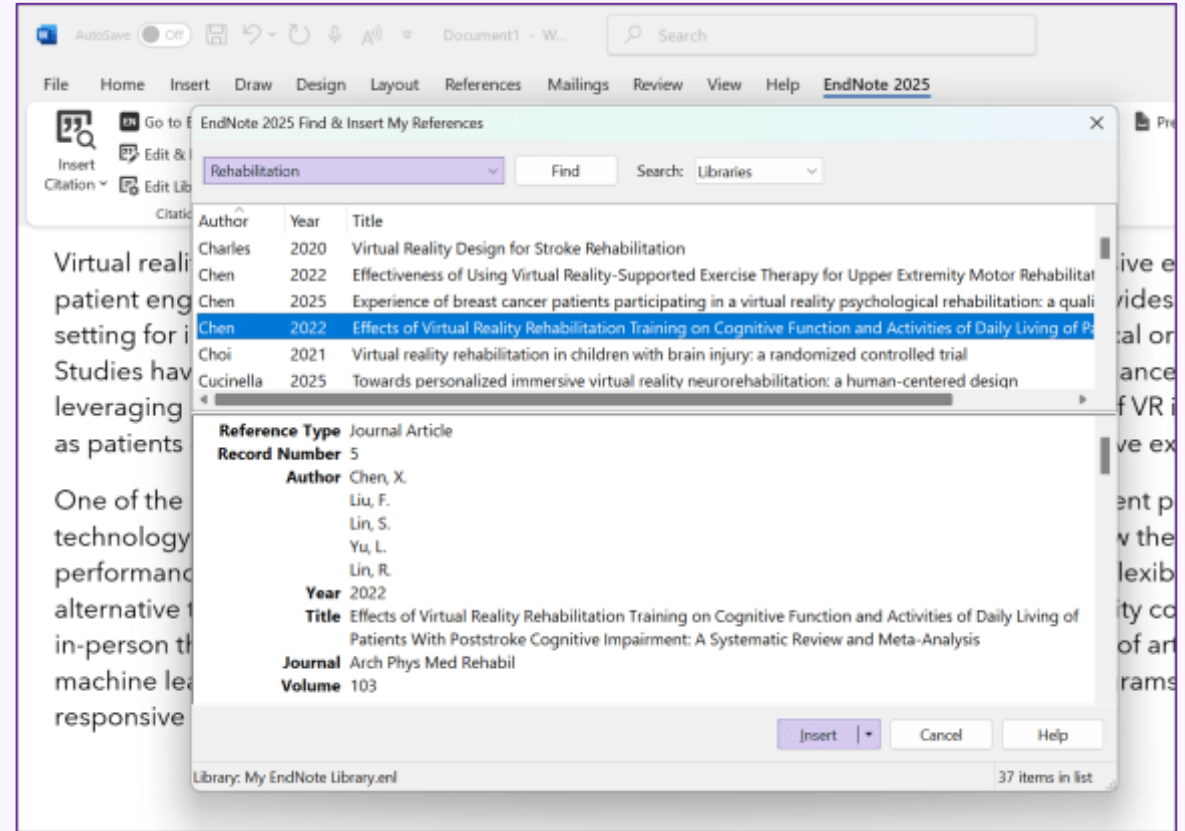 AutoSave Off Document1 - W... Search
File Home Insert Draw Design Layout References Mailings Review View Help EndNote 2025
Insert Citation
Go to E
Edit &
Edit Lib
Citatio
Pre
EndNote 2025 Find & Insert My References
Rehabilitation Find Search: Libraries
Author Year Title
Charles 2020 Virtual Reality Design for Stroke Rehabilitation
Chen 2022 Effectiveness of Using Virtual Reality-Supported Exercise Therapy for Upper Extremity Motor Rehabilitat
Chen 2025 Experience of breast cancer patients participating in a virtual reality psychological rehabilitation: a quali
Chen 2022 Effects of Virtual Reality Rehabilitation Training on Cognitive Function and Activities of Daily Living of Pa
Choi 2021 Virtual reality rehabilitation in children with brain injury: a randomized controlled trial
Cucinella 2025 Towards personalized immersive virtual reality neurorehabilitation: a human-centered design
Reference Type Journal Article
Record Number 5
Author Chen, X.
Liu, F.
Lin, S.
Yu, L.
Lin, R.
Year 2022
Title Effects of Virtual Reality Rehabilitation Training on Cognitive Function and Activities of Daily Living of
Patients With Poststroke Cognitive Impairment: A Systematic Review and Meta-Analysis
Journal Arch Phys Med Rehabil
Volume 103
Insert Cancel Help
Library: My EndNote Library.enl 37 items in list
Virtual reali ive e
patient eng vides
setting for i cal or
Studies hav ance
leveraging f VR i
as patients ve ex
One of the ent p
technology w the
performanc lexib
alternative t ity co
in-person th of art
machine lea rams
responsive